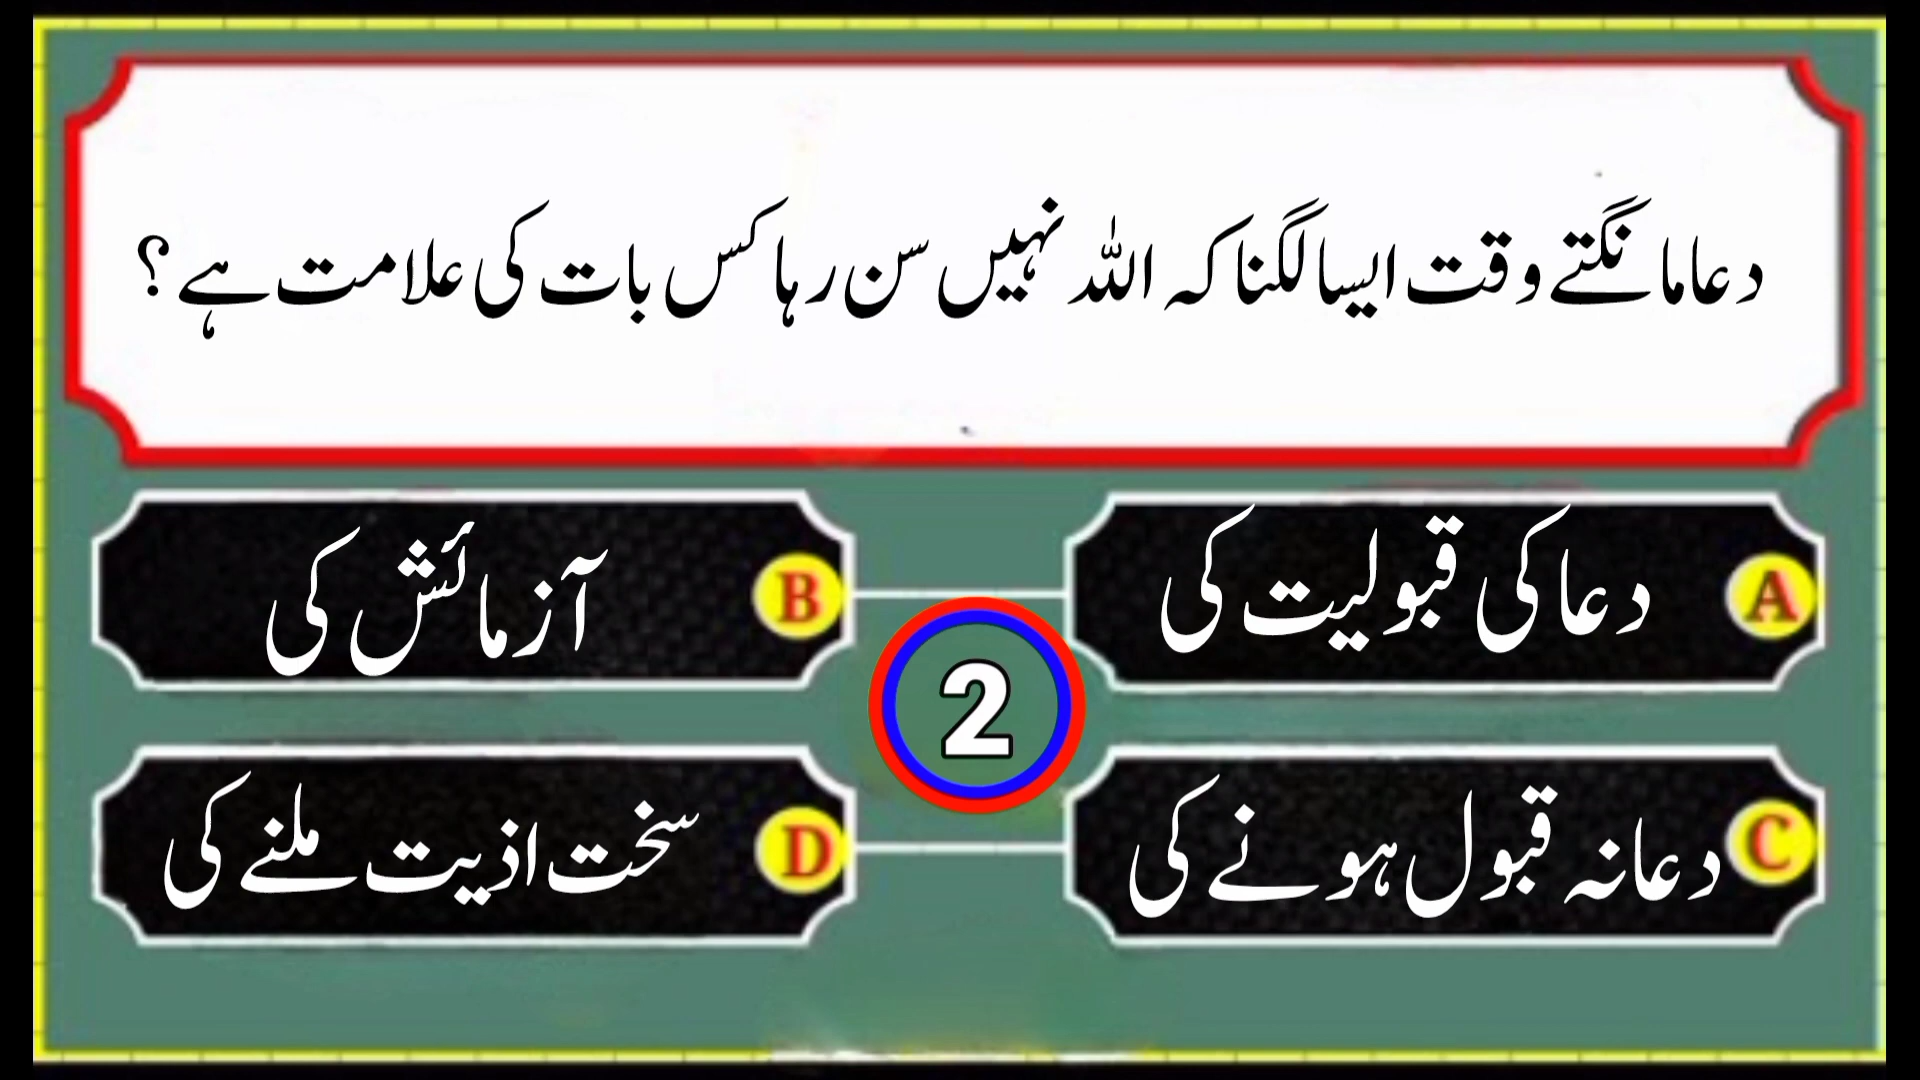 دعا مانگتے وقت ایسا لگنا کہ اللہ نہیں سن رہا کس بات کی علامت ہے؟
A دعا کی قبولیت کی
B آزمائش کی
2
C دعا نہ قبول ہونے کی
D سخت اذیت ملنے کی